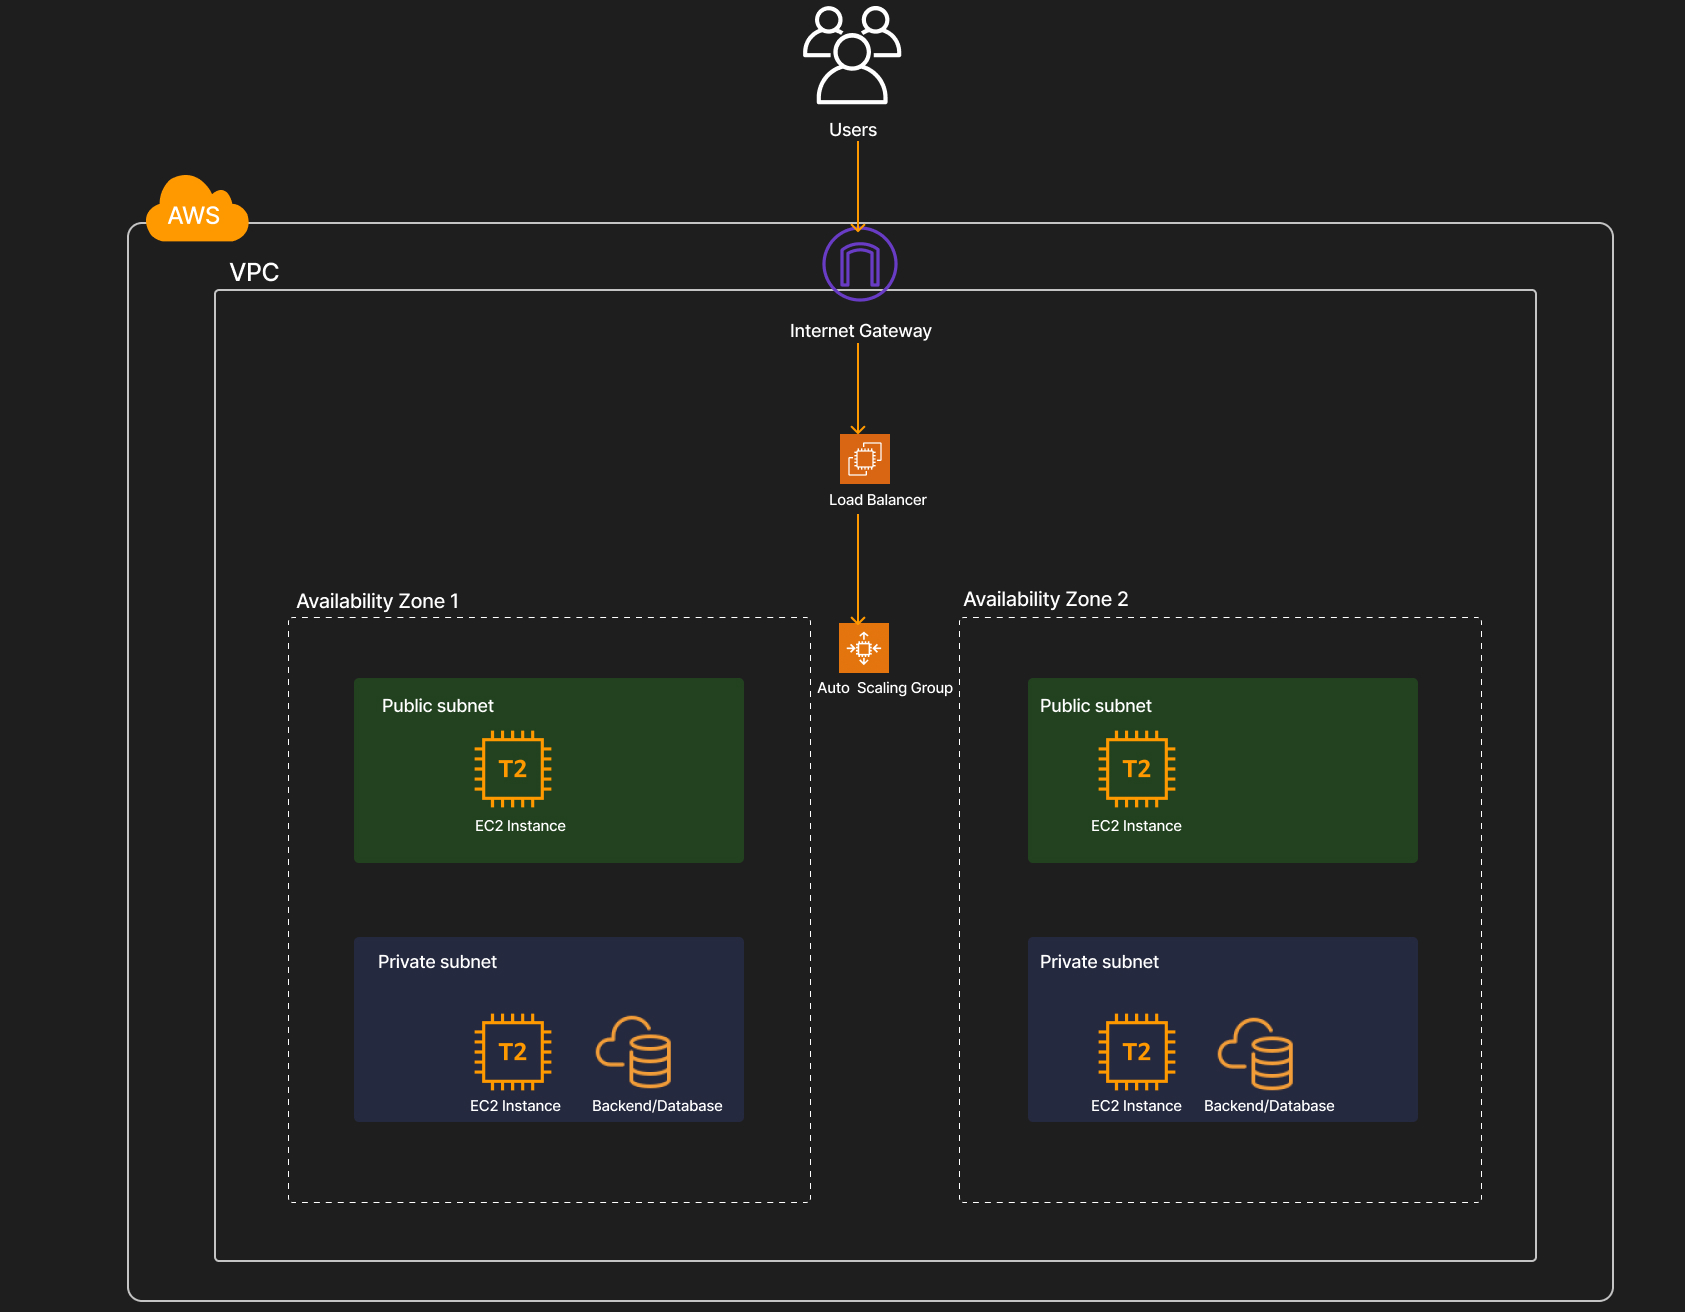 Users
AWS
VPC
Internet Gateway
Load Balancer
Availability Zone 1
Availability Zone 2
Auto  Scaling Group
Public subnet
T2
EC2 Instance
Public subnet
T2
EC2 Instance
Private subnet
T2
EC2 Instance
Backend/Database
Private subnet
T2
EC2 Instance
Backend/Database